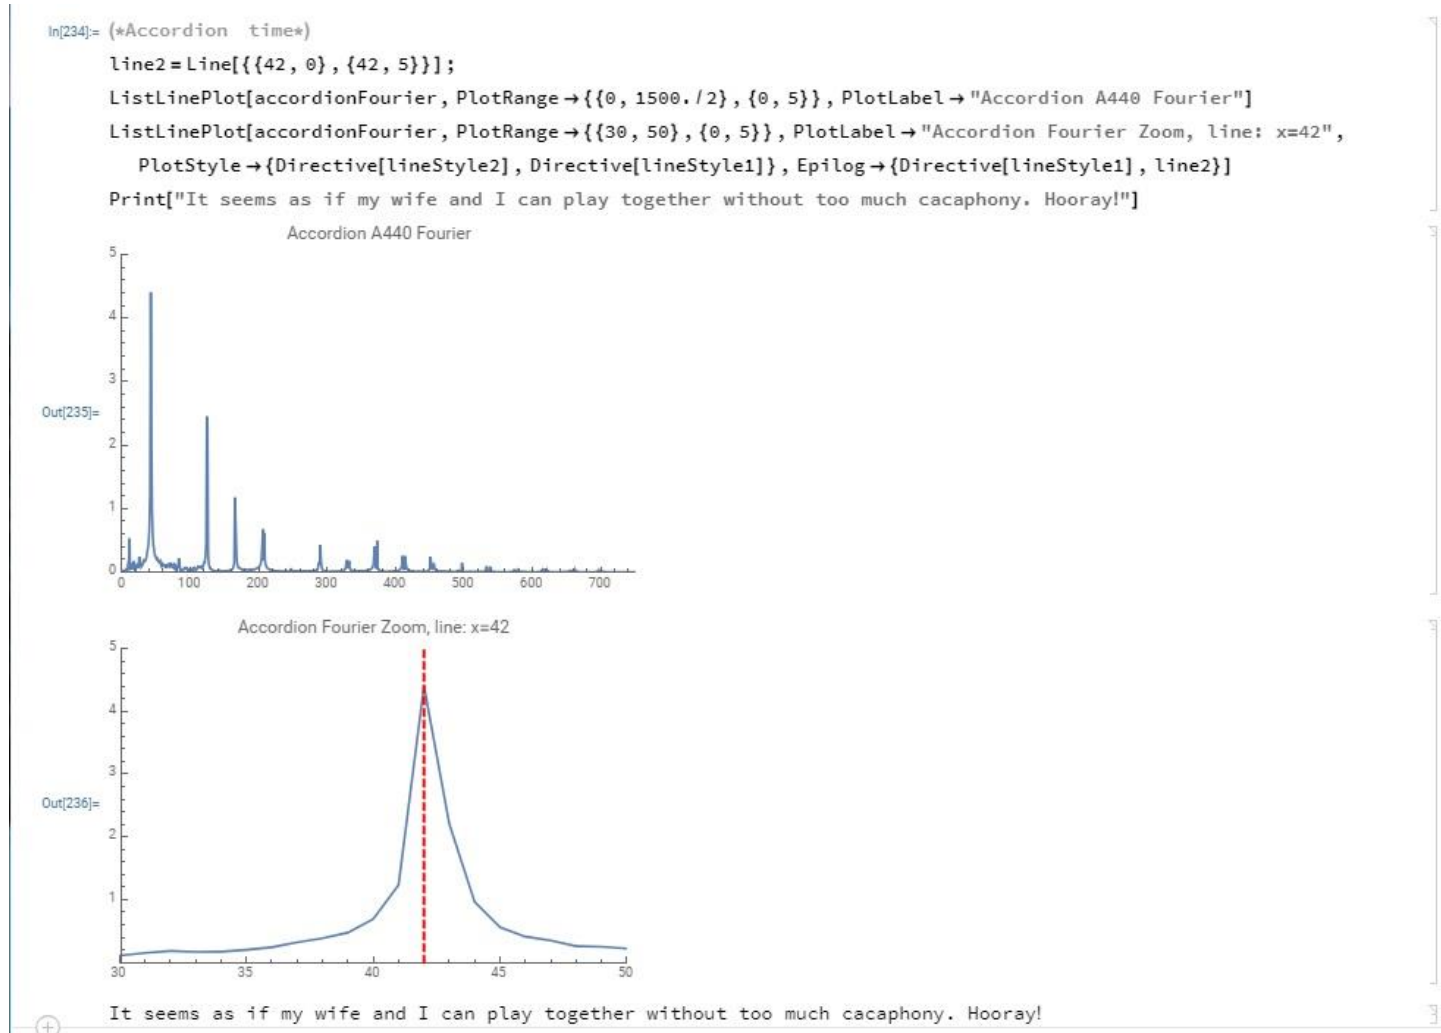 In[234]:= (*Accordion time*)
line2 = Line[{{42, 0}, {42, 5}}];
ListLinePlot[accordionFourier, PlotRange → {{0, 1500. / 2}, {0, 5}}, PlotLabel → "Accordion A440 Fourier"]
ListLinePlot[accordionFourier, PlotRange → {{30, 50}, {0, 5}}, PlotLabel → "Accordion Fourier Zoom, line: x=42",
PlotStyle → {Directive[lineStyle2], Directive[lineStyle1]}, Epilog → {Directive[lineStyle1], line2}]
Print["It seems as if my wife and I can play together without too much cacaphony. Hooray!"]
Accordion A440 Fourier
5
4
3
Out[235]=
2
1
0
0 100 200 300 400 500 600 700
Accordion Fourier Zoom, line: x=42
5
4
3
Out[236]=
2
1
30 35 40 45 50
It seems as if my wife and I can play together without too much cacaphony. Hooray!